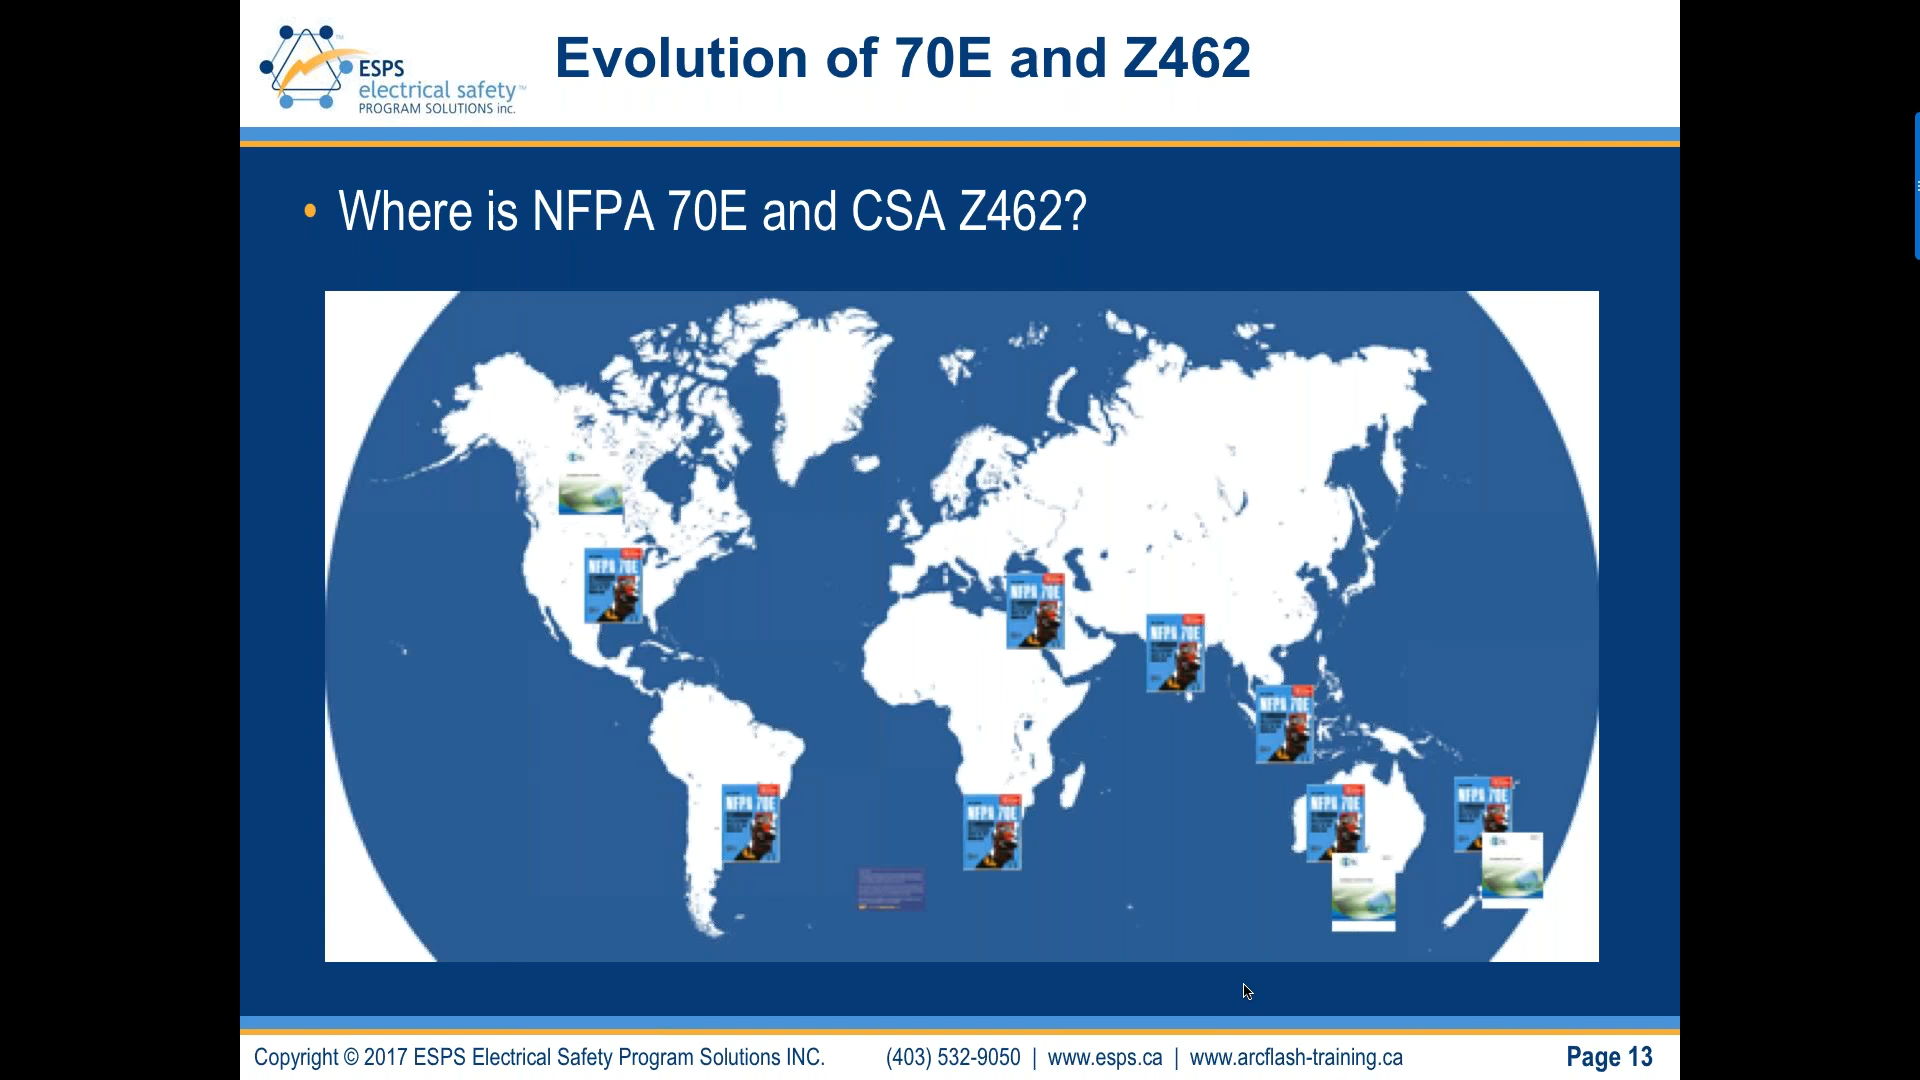 ESPS
electrical safety™
PROGRAM SOLUTIONS inc.
™
Evolution of 70E and Z462
• Where is NFPA 70E and CSA Z462?
NFPA 70E
NFPA 70E
NFPA 70E
NFPA 70E
NFPA 70E
NFPA 70E
NFPA 70E
NFPA 70E
Copyright © 2017 ESPS Electrical Safety Program Solutions INC.
(403) 532-9050 | www.esps.ca | www.arcflash-training.ca
Page 13